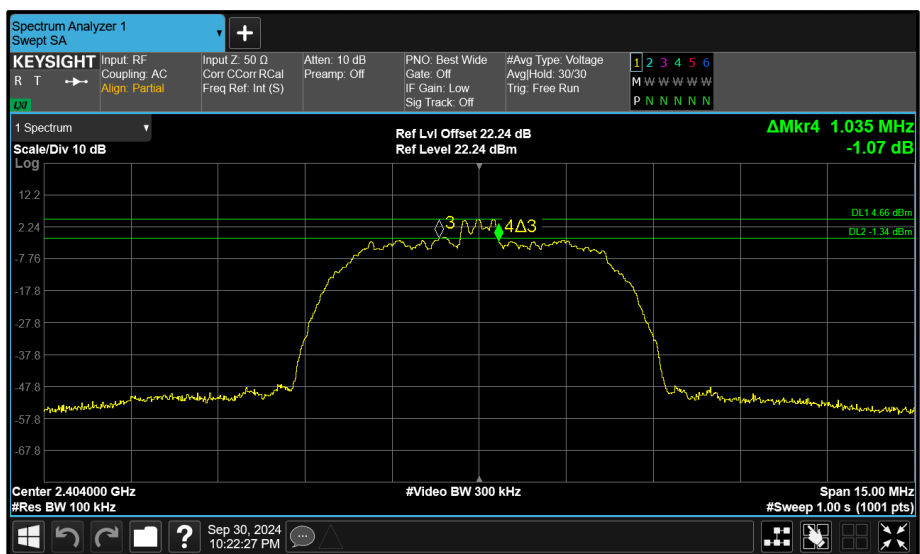 Spectrum Analyzer 1
Swept SA
+
KEYSIGHT
R T
LXI
Input: RF
Coupling: AC
Align: Partial
Input Z: 50 Ω
Corr CCorr RCal
Freq Ref: Int (S)
Atten: 10 dB
Preamp: Off
PNO: Best Wide
Gate: Off
IF Gain: Low
Sig Track: Off
#Avg Type: Voltage
Avg|Hold: 30/30
Trig: Free Run
1 2 3 4 5 6
M W W W W W
P N N N N N
1 Spectrum
Scale/Div 10 dB
Ref Lvl Offset 22.24 dB
Ref Level 22.24 dBm
ΔMkr4 1.035 MHz
-1.07 dB
Log
12.2
2.24
-7.76
-17.8
-27.8
-37.8
-47.8
-57.8
-67.8
3
4Δ3
DL1 4.66 dBm
DL2 -1.34 dBm
Center 2.404000 GHz
#Res BW 100 kHz
#Video BW 300 kHz
Span 15.00 MHz
#Sweep 1.00 s (1001 pts)
?
Sep 30, 2024
10:22:27 PM